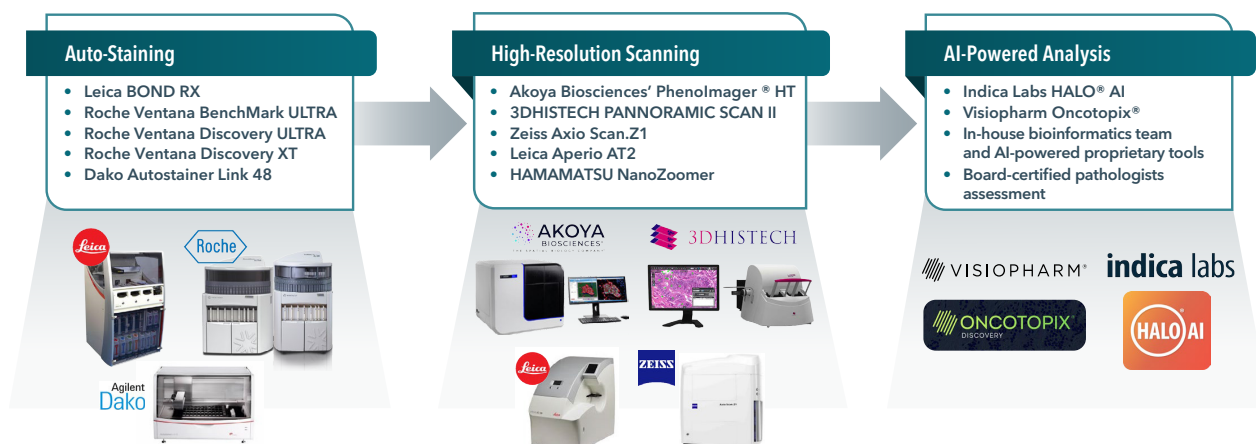 Auto-Staining
• Leica BOND RX
• Roche Ventana BenchMark ULTRA
• Roche Ventana Discovery ULTRA
• Roche Ventana Discovery XT
• Dako Autostainer Link 48
Leica
Roche
Agilent
Dako
High-Resolution Scanning
• Akoya Biosciences’ PhenoImager ® HT
• 3DHISTECH PANNORAMIC SCAN II
• Zeiss Axio Scan.Z1
• Leica Aperio AT2
• HAMAMATSU NanoZoomer
AKOYA
BIOSCIENCES®
THE SPATIAL BIOLOGY COMPANY
3DHISTECH
Leica
ZEISS
AI-Powered Analysis
• Indica Labs HALO® AI
• Visiopharm Oncotopix®
• In-house bioinformatics team
and AI-powered proprietary tools
• Board-certified pathologists
assessment
VISIOPHARM®
indica labs
ONCOTOPIX®
DISCOVERY
HALO AI